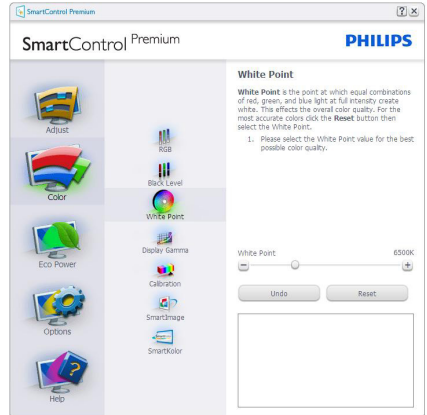 SmartControl Premium
SmartControl Premium
PHILIPS
Adjust
Color
Eco Power
Options
Help
RGB
Black Level
White Point
Display Gamma
Calibration
SmartImage
SmartKolor
White Point
White Point is the point at which equal combinations
of red, green, and blue light at full intensity create
white. This effects the overall color quality. For the
most accurate colors click the Reset button then
select the White Point.
1. Please select the White Point value for the best
possible color quality.
White Point 6500K
Undo Reset